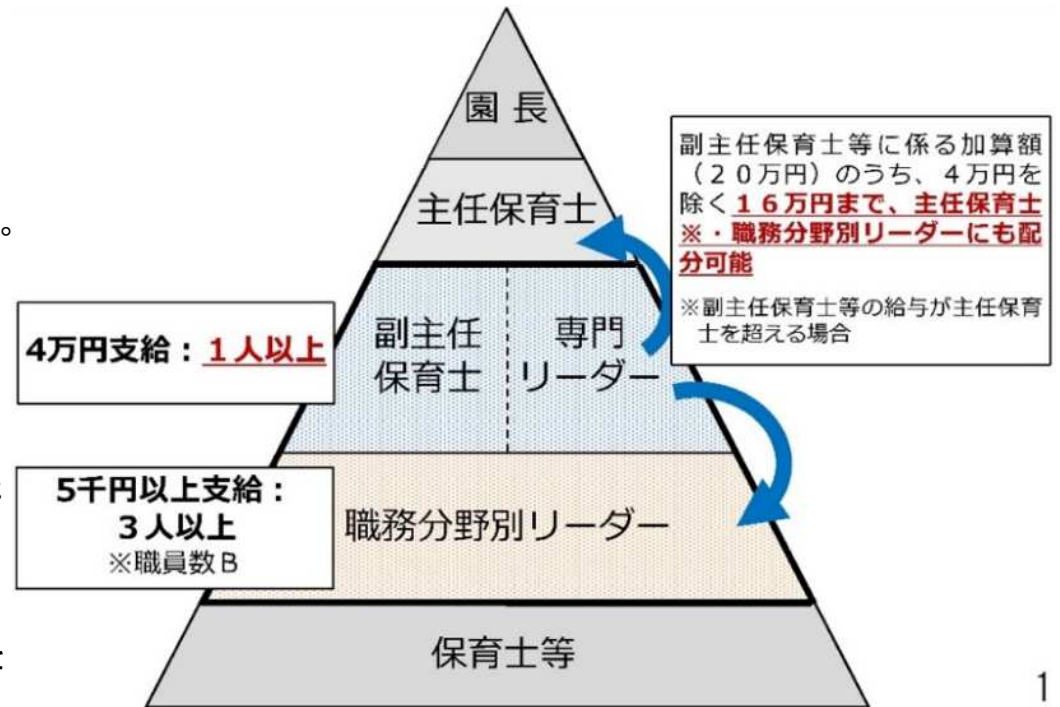 園 長
主任保育士
副主任保育士等に係る加算額
（２０万円）のうち、４万円を
除く１６万円まで、主任保育士
※・職務分野別リーダーにも配
分可能
※副主任保育士等の給与が主任保育
士を超える場合
。
4万円支給：１人以上
副主任
保育士
専門
リーダー
5千円以上支給：
３人以上
※職員数Ｂ
職務分野別リーダー
保育士等
1